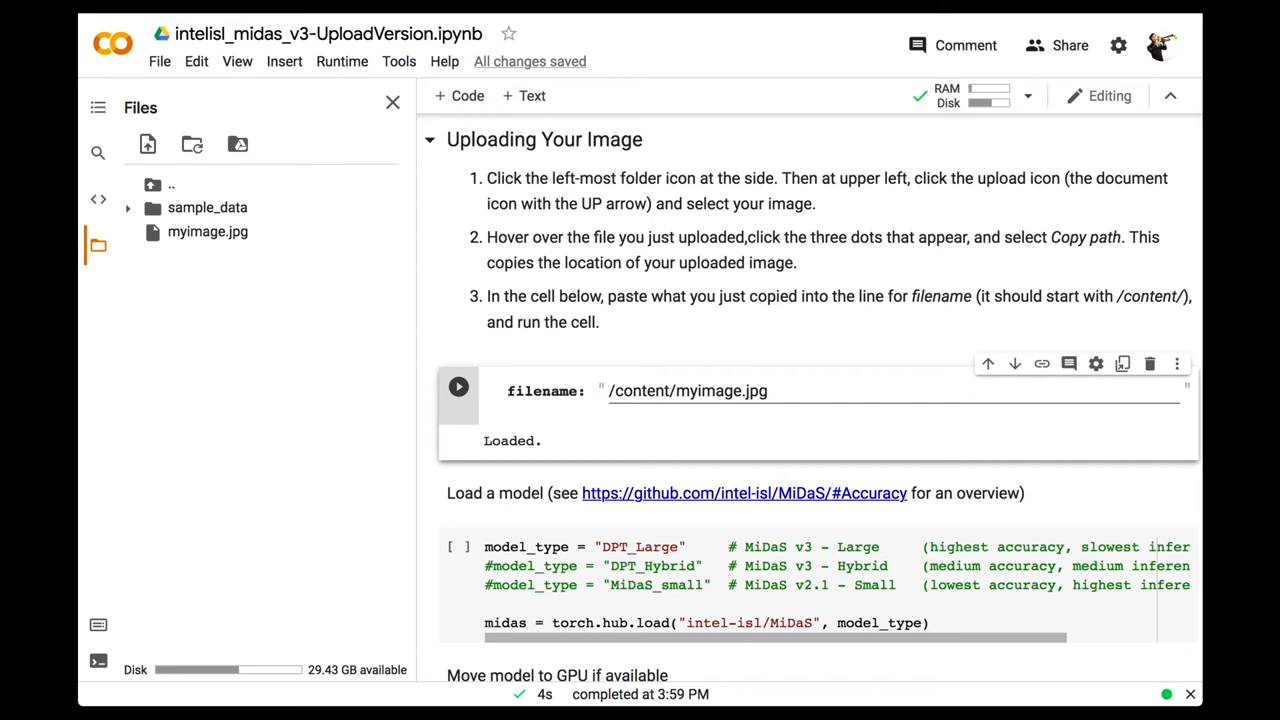 intelisl_midas_v3-UploadVersion.ipynb
File Edit View Insert Runtime Tools Help All changes saved
Comment Share
Files
+ Code + Text
RAM
Disk
Editing
..
sample_data
myimage.jpg
Uploading Your Image
1. Click the left-most folder icon at the side. Then at upper left, click the upload icon (the document
icon with the UP arrow) and select your image.
2. Hover over the file you just uploaded,click the three dots that appear, and select Copy path. This
copies the location of your uploaded image.
3. In the cell below, paste what you just copied into the line for filename (it should start with /content/),
and run the cell.
filename: "/content/myimage.jpg"
Loaded.
Load a model (see https://github.com/intel-isl/MiDaS/#Accuracy for an overview)
[ ] model_type = "DPT_Large" # MiDaS v3 - Large (highest accuracy, slowest infer
#model_type = "DPT_Hybrid" # MiDaS v3 - Hybrid (medium accuracy, medium inferen
#model_type = "MiDaS_small" # MiDaS v2.1 - Small (lowest accuracy, highest infere
midas = torch.hub.load("intel-isl/MiDaS", model_type)
Move model to GPU if available
Disk 29.43 GB available
4s completed at 3:59 PM